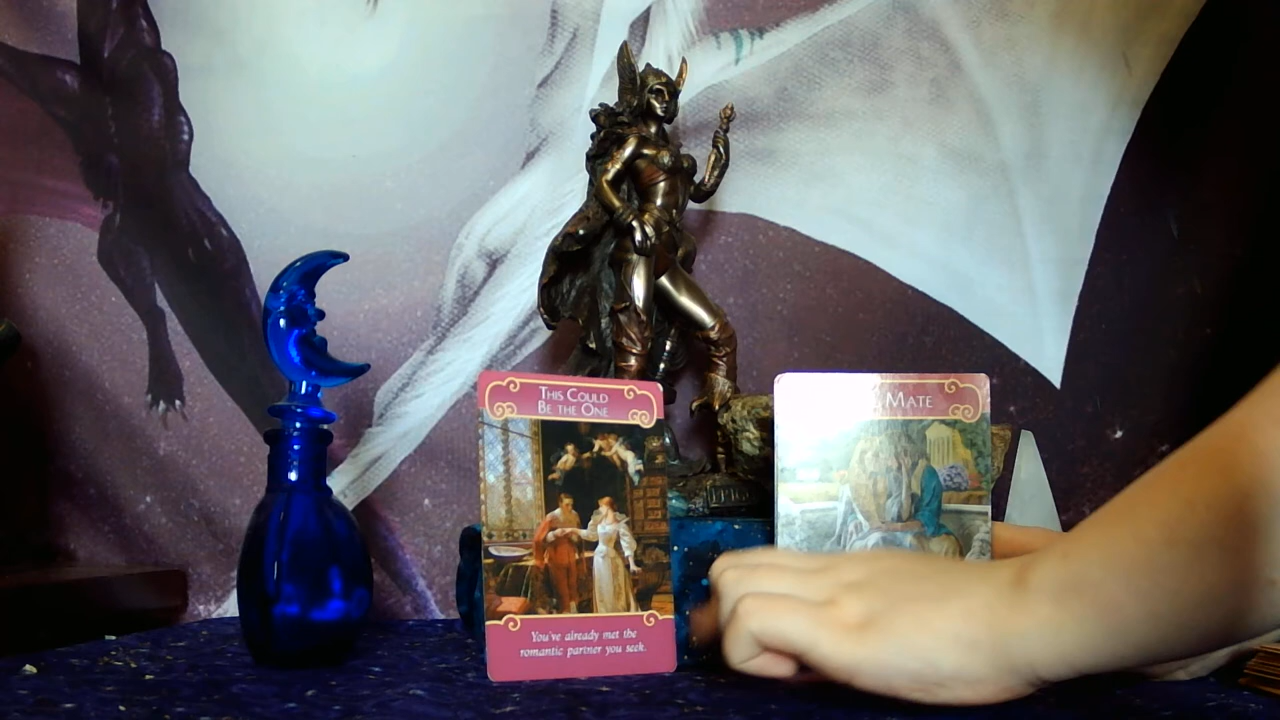 THIS COULD
BE THE ONE
You've already met the
romantic partner you seek.
MATE